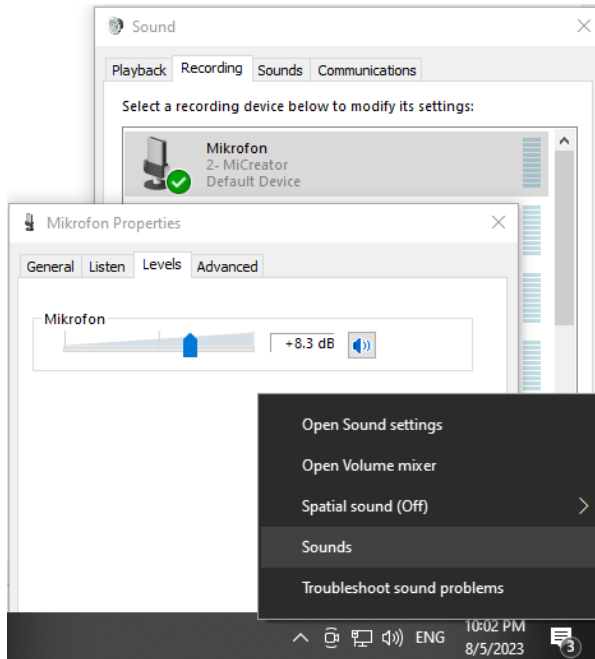 Sound
Playback Recording Sounds Communications
Select a recording device below to modify its settings:
Mikrofon
2- MiCreator
Default Device
Mikrofon Properties
General Listen Levels Advanced
Mikrofon
+8.3 dB
Open Sound settings
Open Volume mixer
Spatial sound (Off)
Sounds
Troubleshoot sound problems
ENG
10:02 PM
8/5/2023
3